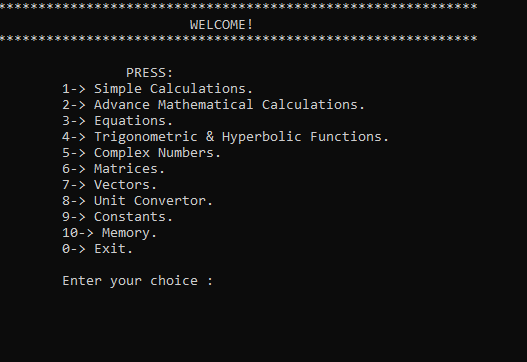 ************************************************************
WELCOME!
************************************************************
PRESS:
1-> Simple Calculations.
2-> Advance Mathematical Calculations.
3-> Equations.
4-> Trigonometric & Hyperbolic Functions.
5-> Complex Numbers.
6-> Matrices.
7-> Vectors.
8-> Unit Convertor.
9-> Constants.
10-> Memory.
0-> Exit.
Enter your choice :